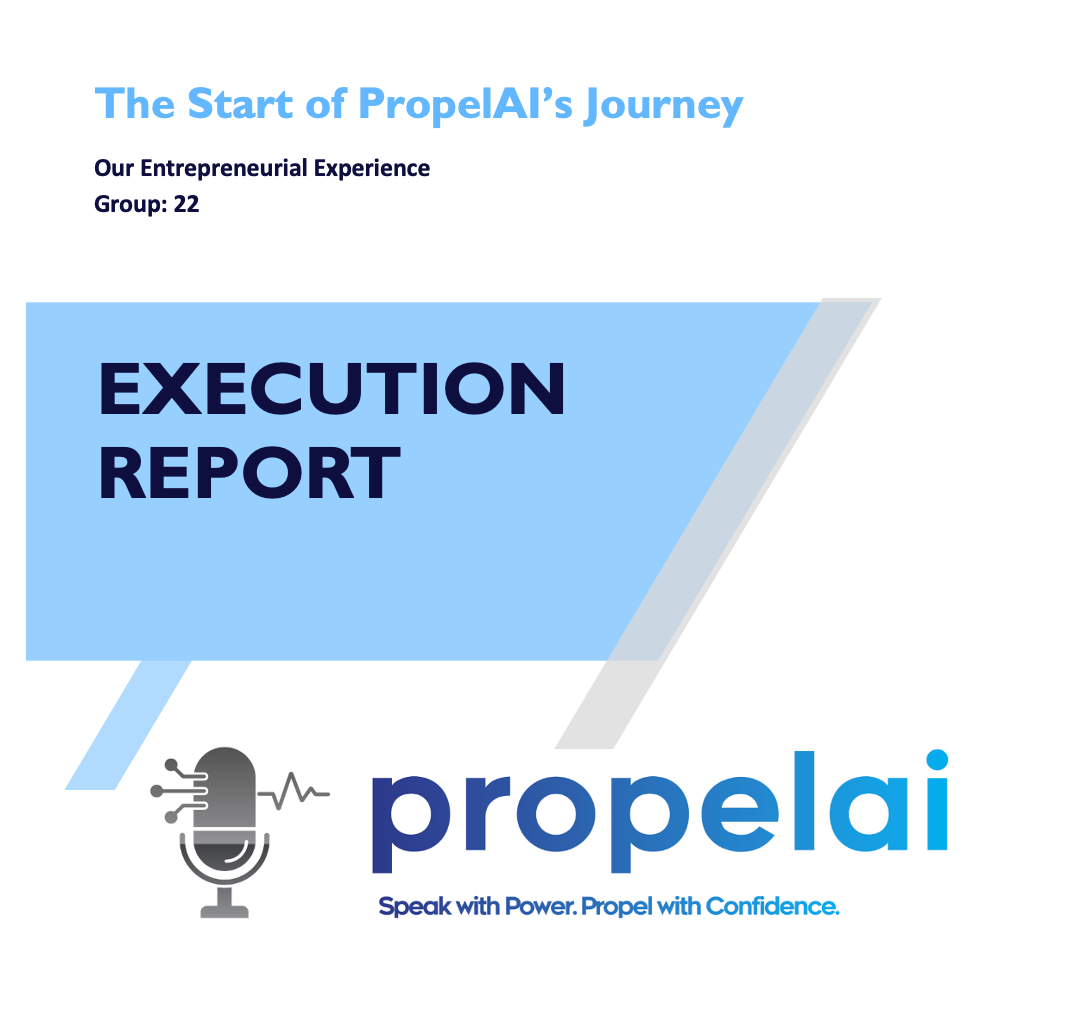 The Start of PropelAI’s Journey
Our Entrepreneurial Experience
Group: 22
EXECUTION
REPORT
propelai
Speak with Power. Propel with Confidence.